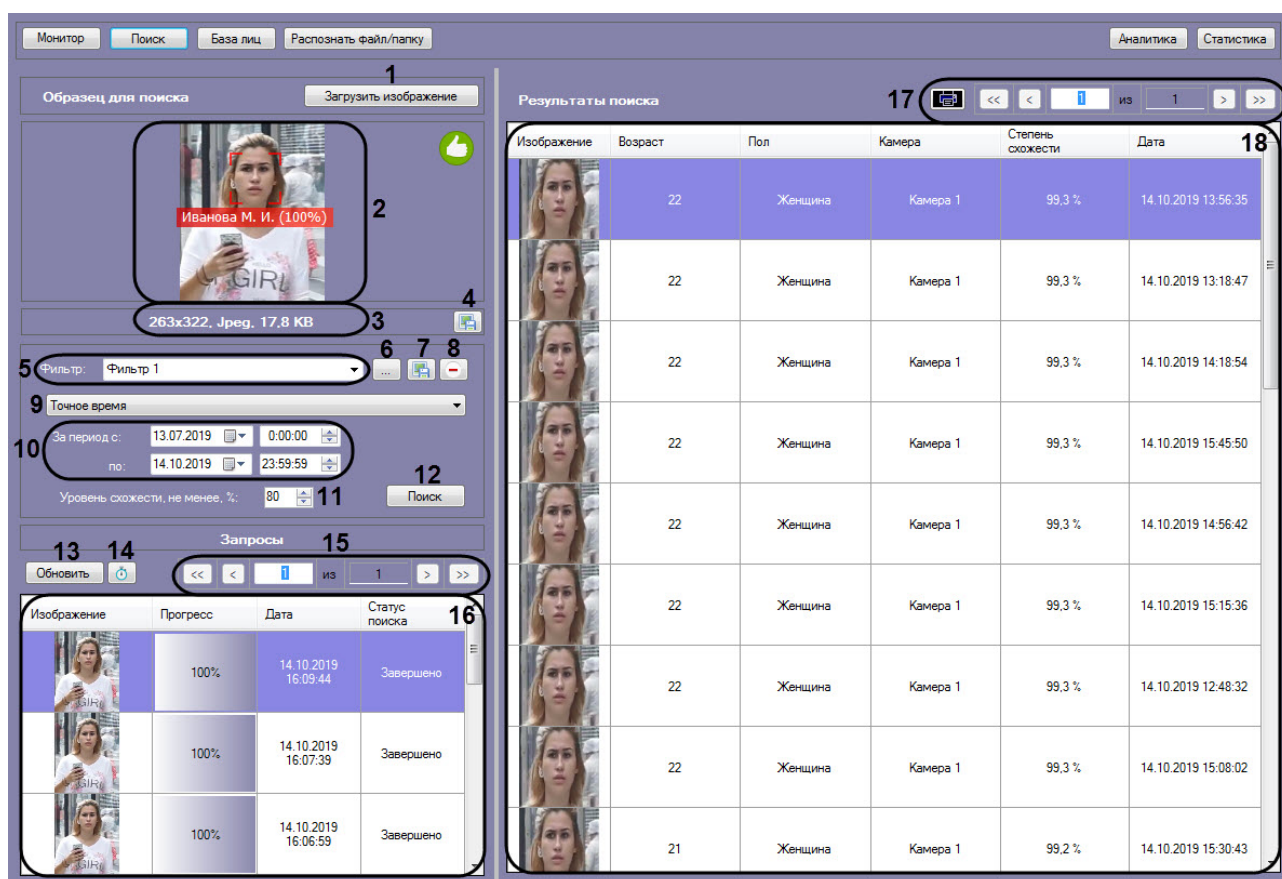 Монитор Поиск База лиц Распознать файл/папку Аналитика Статистика
1
Образец для поиска Загрузить изображение
2
Иванова М. И. (100%)
GIRL
263x322, Jpeg, 17,8 KB 3
4
5 Фильтр: Фильтр 1 ... 6 7 8
9 Точное время
10 За период с: 13.07.2019 0:00:00
по: 14.10.2019 23:59:59
Уровень схожести, не менее, %: 80 11
12
Поиск
Запросы
13 14 15
Обновить << < 1 из 1 > >>
Изображение Прогресс Дата Статус поиска 16
100% 14.10.2019 16:09:44 Завершено
100% 14.10.2019 16:07:39 Завершено
100% 14.10.2019 16:06:59 Завершено
Результаты поиска 17 << < 1 из 1 > >>
Изображение Возраст Пол Камера Степень схожести Дата 18
22 Женщина Камера 1 99,3 % 14.10.2019 13:56:35
22 Женщина Камера 1 99,3 % 14.10.2019 13:18:47
22 Женщина Камера 1 99,3 % 14.10.2019 14:18:54
22 Женщина Камера 1 99,3 % 14.10.2019 15:45:50
22 Женщина Камера 1 99,3 % 14.10.2019 14:56:42
22 Женщина Камера 1 99,3 % 14.10.2019 15:15:36
22 Женщина Камера 1 99,3 % 14.10.2019 12:48:32
22 Женщина Камера 1 99,3 % 14.10.2019 15:08:02
21 Женщина Камера 1 99,2 % 14.10.2019 15:30:43